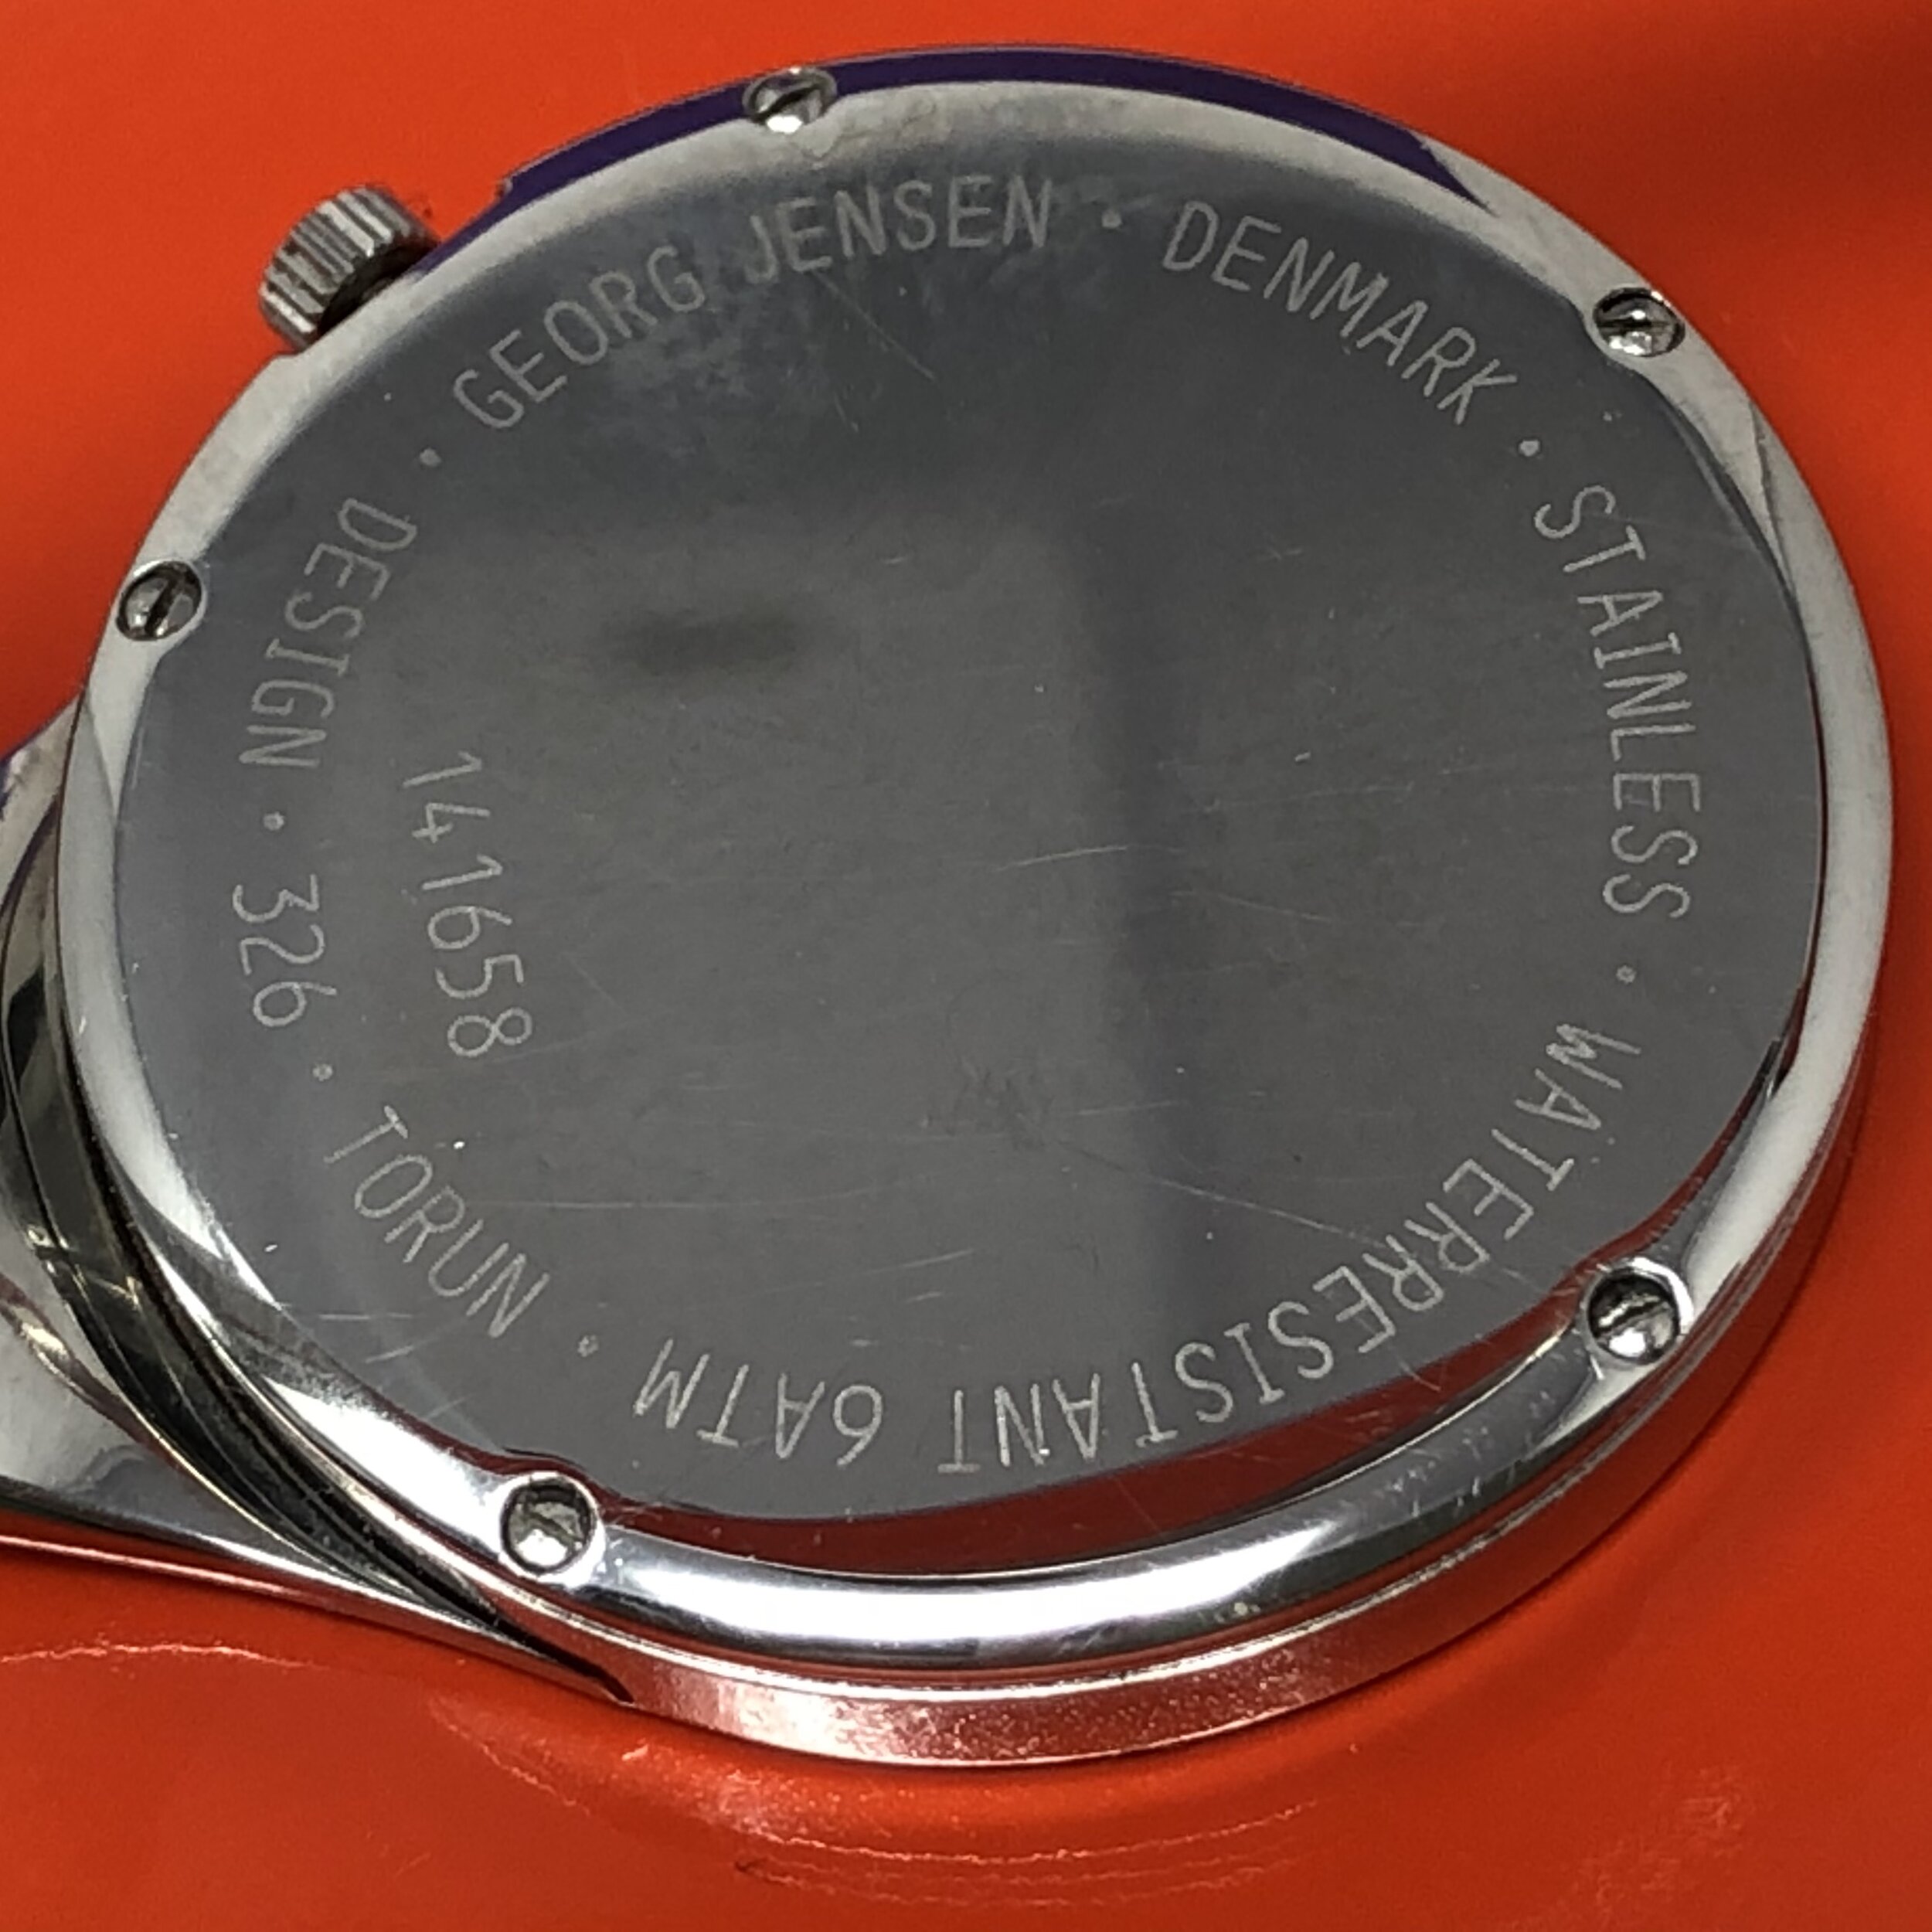 GEORG JENSEN · DENMARK · STAINLESS · WATERRESISTANT 6ATM · TORUN · 326 · DESIGN ·
141658